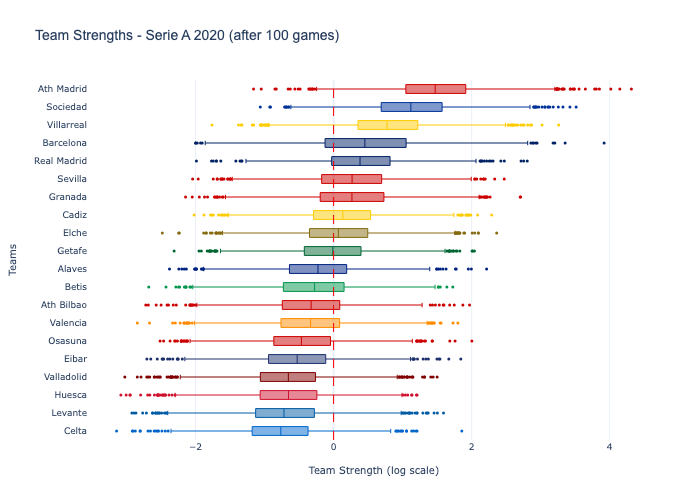 Team Strengths - Serie A 2020 (after 100 games)
Ath Madrid
Sociedad
Villarreal
Barcelona
Real Madrid
Sevilla
Granada
Cadiz
Elche
Getafe
Alaves
Betis
Ath Bilbao
Valencia
Osasuna
Eibar
Valladolid
Huesca
Levante
Celta
Teams
−2 0 2 4
Team Strength (log scale)